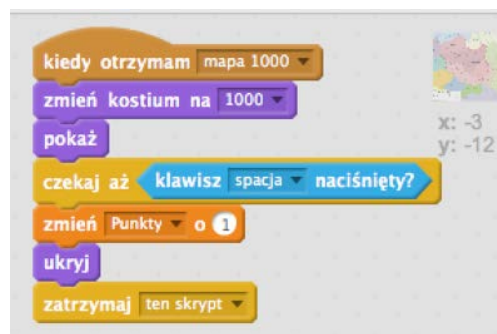 kiedy otrzymam mapa 1000
zmień kostium na 1000
pokaż
czekaj aż klawisz spacja naciśnięty?
zmień Punkty o 1
ukryj
zatrzymaj ten skrypt
x: -3
y: -12